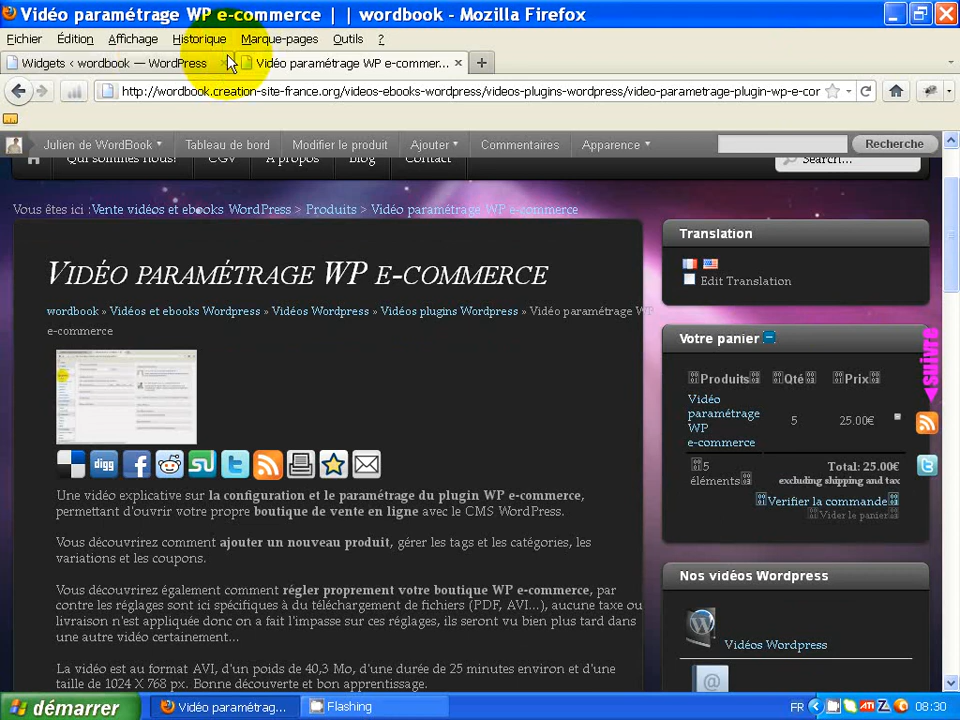 Vidéo paramétrage WP e-commerce | | wordbook - Mozilla Firefox
Fichier Édition Affichage Historique Marque-pages Outils ?
Widgets ‹ wordbook — WordPress
Vidéo paramétrage WP e-commer...
http://wordbook.creation-site-france.org/videos-ebooks-wordpress/videos-plugins-wordpress/video-parametrage-plugin-wp-e-cor
Julien de WordBook Tableau de bord Modifier le produit Ajouter Commentaires Apparence Recherche
Qui sommes nous! CGV A propos Blog Contact Search...
Vous êtes ici :Vente vidéos et ebooks WordPress > Produits > Vidéo paramétrage WP e-commerce
Vidéo paramétrage WP e-commerce
wordbook » Vidéos et ebooks Wordpress » Vidéos Wordpress » Vidéos plugins Wordpress » Vidéo paramétrage WP
e-commerce
digg
Une vidéo explicative sur la configuration et le paramétrage du plugin WP e-commerce,
permettant d'ouvrir votre propre boutique de vente en ligne avec le CMS WordPress.
Vous découvrirez comment ajouter un nouveau produit, gérer les tags et les catégories, les
variations et les coupons.
Vous découvrirez également comment régler proprement votre boutique WP e-commerce, par
contre les réglages sont ici spécifiques à du téléchargement de fichiers (PDF, AVI...), aucune taxe ou
livraison n'est appliquée donc on a fait l'impasse sur ces réglages, ils seront vu bien plus tard dans
une autre vidéo certainement...
La vidéo est au format AVI, d'un poids de 40,3 Mo, d'une durée de 25 minutes environ et d'une
taille de 1024 X 768 px. Bonne découverte et bon apprentissage.
Translation
Edit Translation
Votre panier
Produits Qté Prix
Vidéo
paramétrage
WP
e-commerce
5 25.00€
5
éléments
Total: 25.00€
excluding shipping and tax
Verifier la commande
Vider le panier
Nos vidéos Wordpress
Vidéos Wordpress
suivre
démarrer
Vidéo paramétrag...
Flashing
FR
08:30